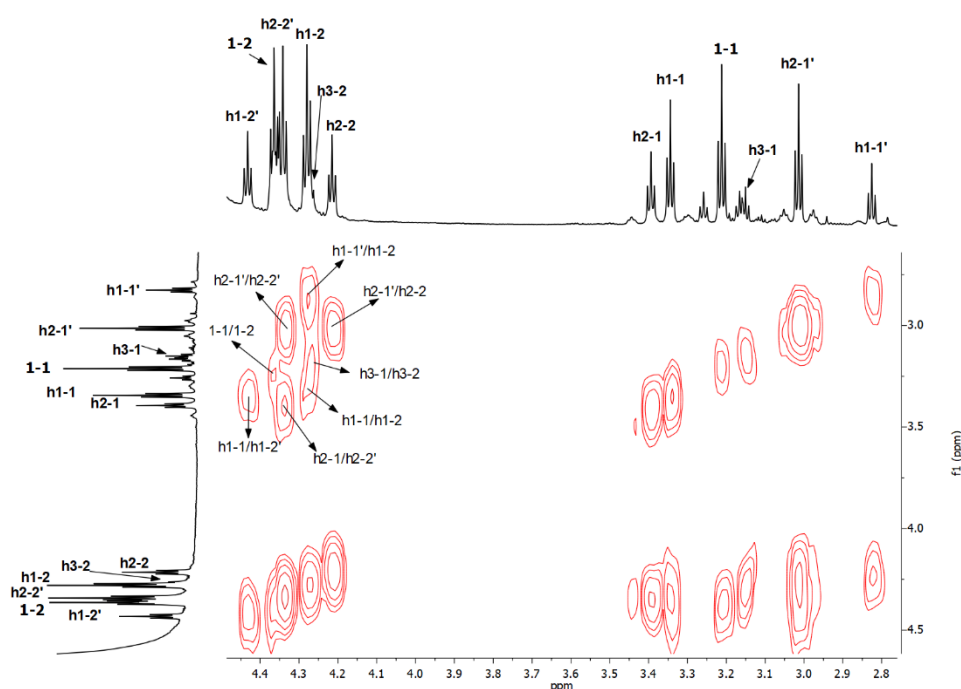 h2-2'
h1-2
1-2
h3-2
h1-2'
h2-2
1-1
h2-1'
h1-1
h2-1
h3-1
h1-1'
h1-1'/h1-2
h2-1'/h2-2'
h2-1'/h2-2
1-1/1-2
h3-1/h3-2
h1-1/h1-2
h1-1/h1-2'
h2-1/h2-2'
h1-1'
h2-1'
h3-1
1-1
h1-1
h2-1
h3-2
h2-2
h1-2
h2-2'
1-2
h1-2'
3.0
3.5
4.0
4.5
f1 (ppm)
4.4 4.3 4.2 4.1 4.0 3.9 3.8 3.7 3.6 3.5 3.4 3.3 3.2 3.1 3.0 2.9 2.8
ppm